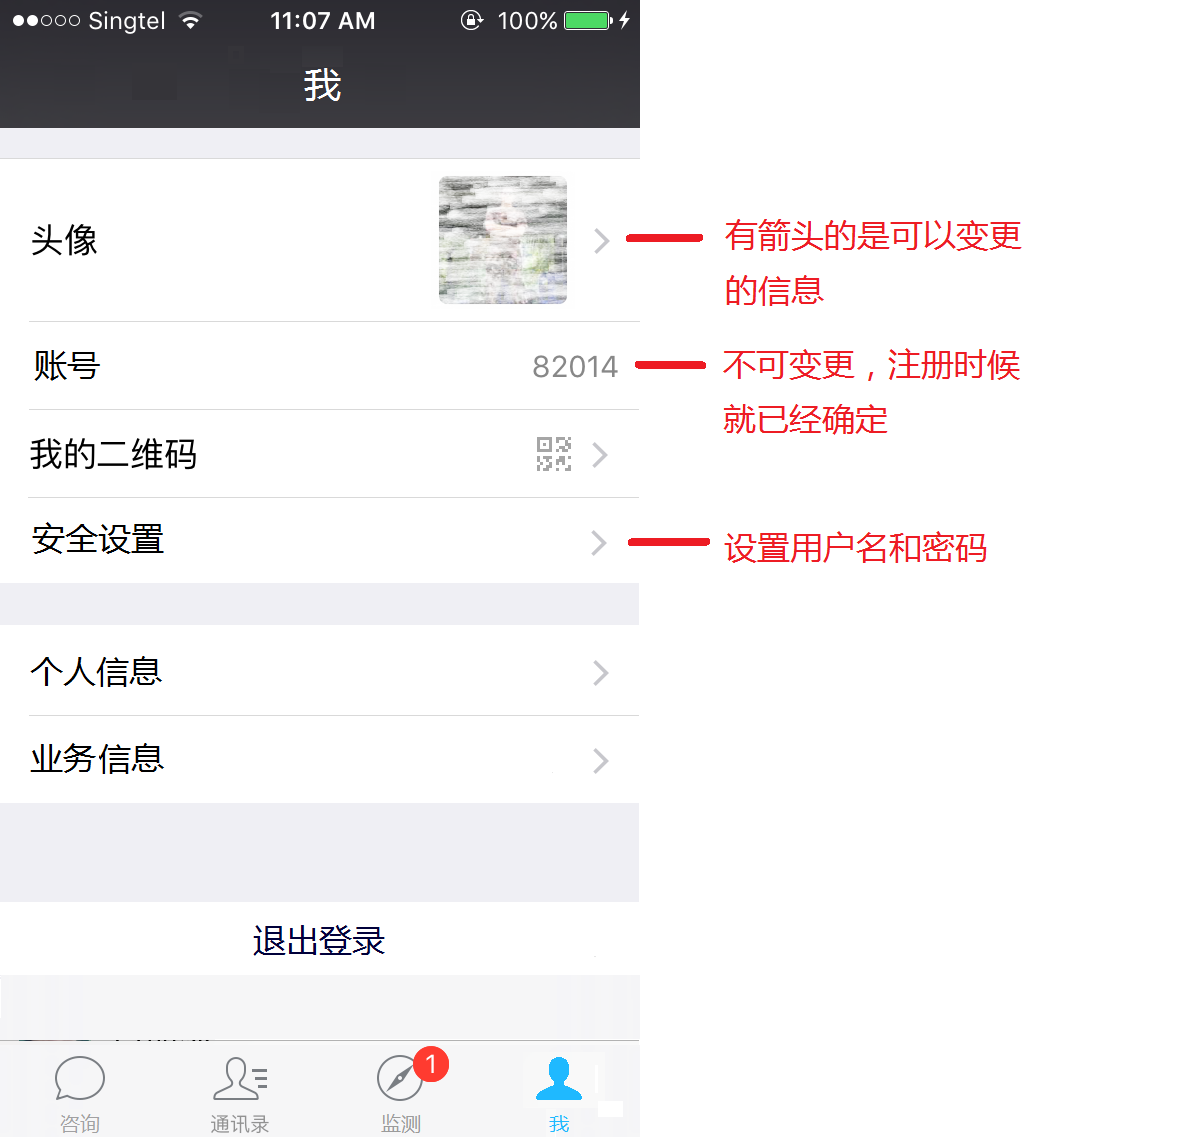 Singtel 11:07 AM 100%
我
头像
有箭头的是可以变更
的信息
账号 82014
不可变更，注册时候
就已经确定
我的二维码
安全设置
设置用户名和密码
个人信息
业务信息
退出登录
1
咨询 通讯录 监测 我